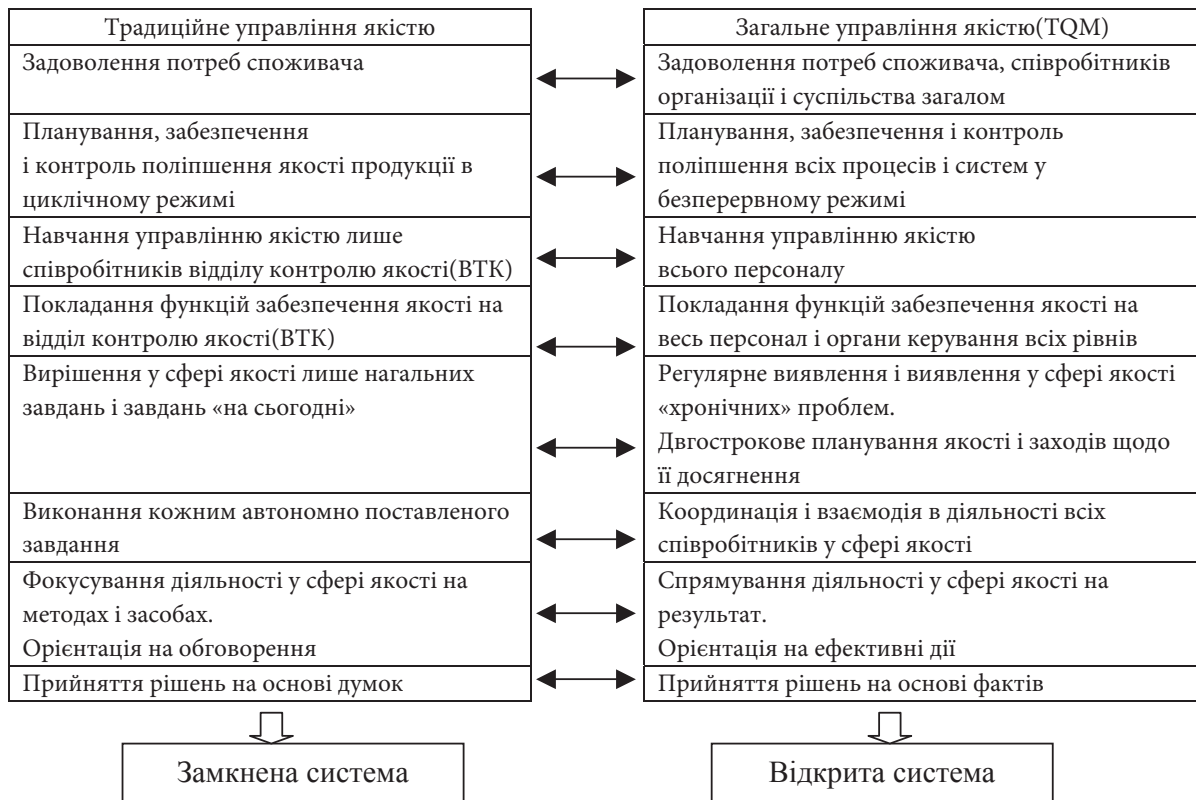 Традиційне управління якістю
Загальне управління якістю(TQM)
Задоволення потреб споживача
Задоволення потреб споживача, співробітників
організації і суспільства загалом
Планування, забезпечення
і контроль поліпшення якості продукції в
циклічному режимі
Планування, забезпечення і контроль
поліпшення всіх процесів і систем у
безперервному режимі
Навчання управлінню якістю лише
співробітників відділу контролю якості(ВТК)
Навчання управлінню якістю
всього персоналу
Покладання функцій забезпечення якості на
відділ контролю якості(ВТК)
Покладання функцій забезпечення якості на
весь персонал і органи керування всіх рівнів
Вирішення у сфері якості лише нагальних
завдань і завдань «на сьогодні»
Регулярне виявлення і виявлення у сфері якості
«хронічних» проблем.
Двгострокове планування якості і заходів щодо
її досягнення
Виконання кожним автономно поставленого
завдання
Координація і взаємодія в діяльності всіх
співробітників у сфері якості
Фокусування діяльності у сфері якості на
методах і засобах.
Орієнтація на обговорення
Спрямування діяльності у сфері якості на
результат.
Орієнтація на ефективні дії
Прийняття рішень на основі думок
Прийняття рішень на основі фактів
Замкнена система
Відкрита система